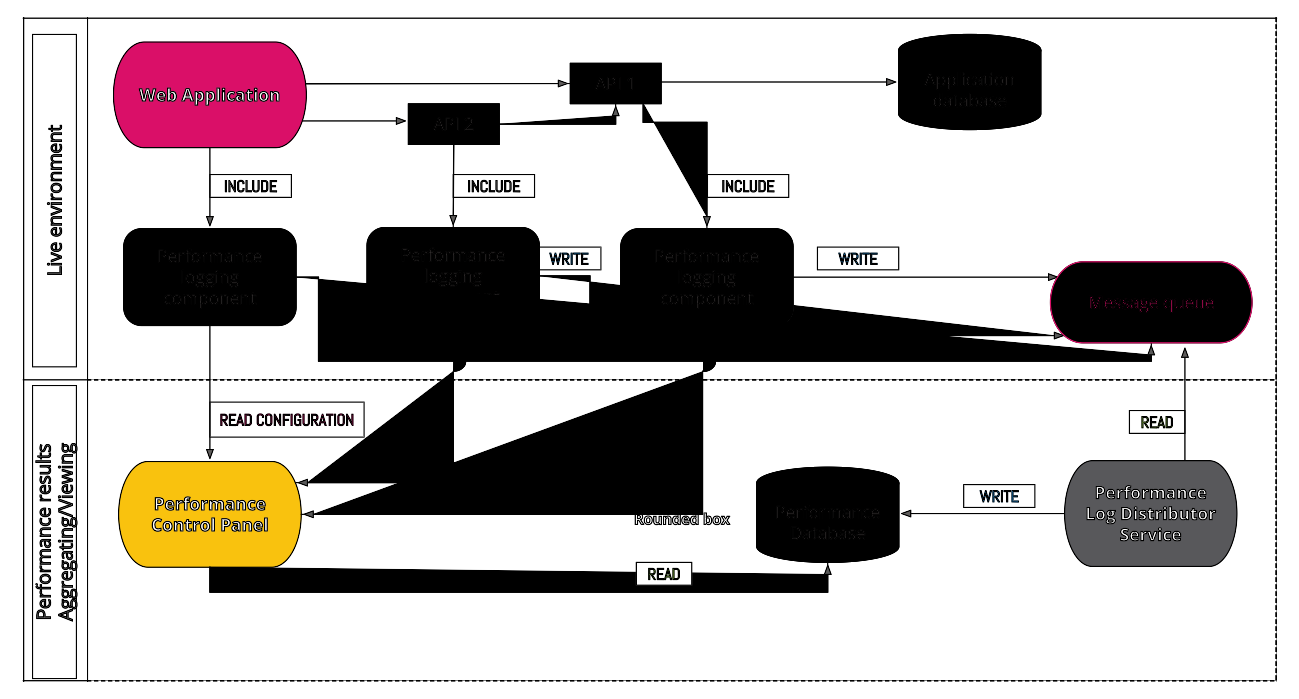 Live environment
Web Application
API 1
API 2
Application
database
INCLUDE
INCLUDE
INCLUDE
Performance
logging
component
Performance
logging
Performance
logging
component
WRITE
WRITE
Message queue
Performance results
Aggregating/Viewing
READ CONFIGURATION
READ
Performance
Control Panel
Rounded box
Performance
Database
WRITE
Performance
Log Distributor
Service
READ